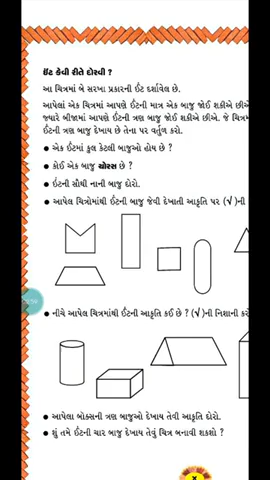 ઈંટ કેવી રીતે દોરવી ?
આ ચિત્રમાં બે સરખા પ્રકારની ઈંટ દર્શાવેલ છે.
આપેલાં એક ચિત્રમાં આપણે ઈંટની માત્ર એક બાજુ જોઈ શકીએ છીએ
જ્યારે બીજામાં આપણે ઈંટની ત્રણ બાજુ જોઈ શકીએ છીએ. જે ચિત્રમાં
ઈંટની ત્રણ બાજુ દેખાય છે તેના પર વર્તુળ કરો.
● એક ઈંટમાં કુલ કેટલી બાજુઓ હોય છે ?
● કોઈ એક બાજુ ચોરસ છે ?
● ઈંટની સૌથી નાની બાજુ દોરો.
● આપેલ ચિત્રોમાંથી ઈંટની બાજુ જેવી દેખાતી આકૃતિ પર (√) ની
● નીચે આપેલ ચિત્રમાંથી ઈંટની આકૃતિ કઈ છે ? (√)ની નિશાની કરો
● આપેલા બોક્સની ત્રણ બાજુઓ દેખાય તેવી આકૃતિ દોરો.
● શું તમે ઈંટની ચાર બાજુ દેખાય તેવું ચિત્ર બનાવી શકશો ?